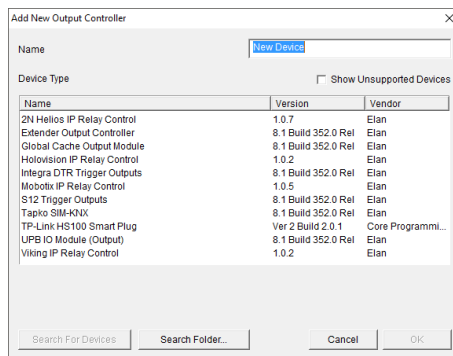 Add New Output Controller
Name New Device
Device Type Show Unsupported Devices
Name Version Vendor
2N Helios IP Relay Control 1.0.7 Elan
Extender Output Controller 8.1 Build 352.0 Rel Elan
Global Cache Output Module 8.1 Build 352.0 Rel Elan
Holovision IP Relay Control 1.0.2 Elan
Integra DTR Trigger Outputs 8.1 Build 352.0 Rel Elan
Mobotix IP Relay Control 1.0.5 Elan
S12 Trigger Outputs 8.1 Build 352.0 Rel Elan
Tapko SIM-KNX 8.1 Build 352.0 Rel Elan
TP-Link HS100 Smart Plug Ver 2 Build 2.0.1 Core Programmi...
UPB IO Module (Output) 8.1 Build 352.0 Rel Elan
Viking IP Relay Control 1.0.2 Elan
Search For Devices Search Folder... Cancel OK